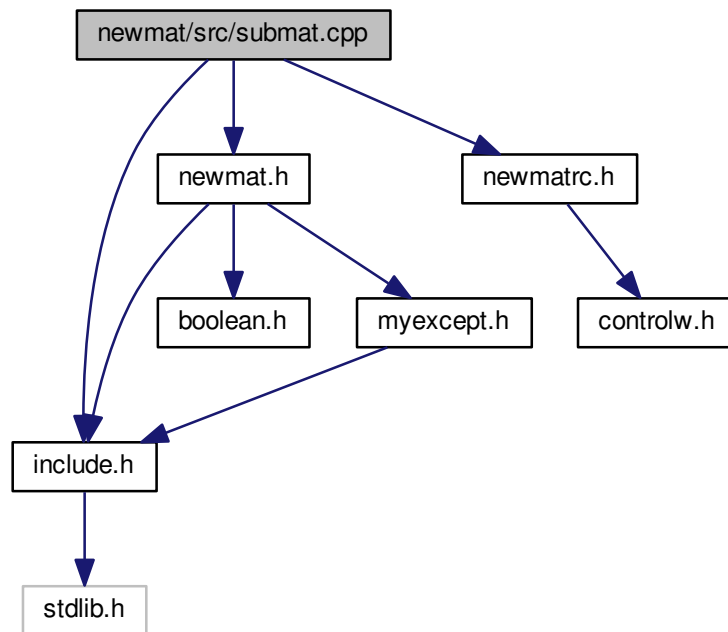 newmat/src/submat.cpp
newmat.h
newmatrc.h
boolean.h
myexcept.h
controlw.h
include.h
stdlib.h